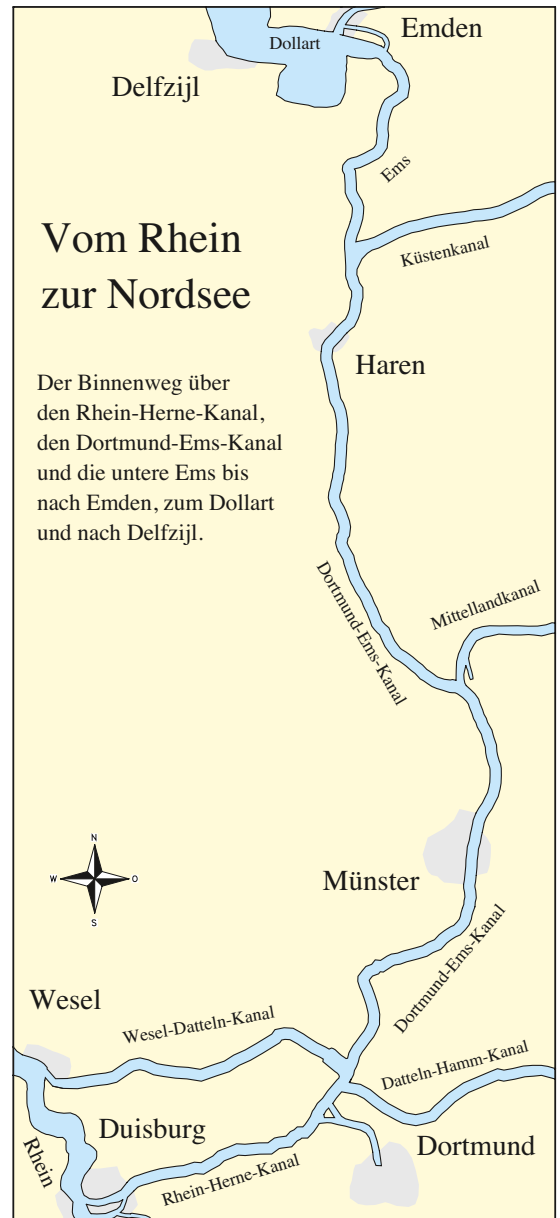 Emden
Dollart
Delfzijl
Ems
Vom Rhein
zur Nordsee
Küstenkanal
Haren
Der Binnenweg über
den Rhein-Herne-Kanal,
den Dortmund-Ems-Kanal
und die untere Ems bis
nach Emden, zum Dollart
und nach Delfzijl.
Dortmund-Ems-Kanal
Mittellandkanal
N
W
O
S
Münster
Dortmund-Ems-Kanal
Wesel
Wesel-Datteln-Kanal
Datteln-Hamm-Kanal
Duisburg
Rhein
Dortmund
Rhein-Herne-Kanal